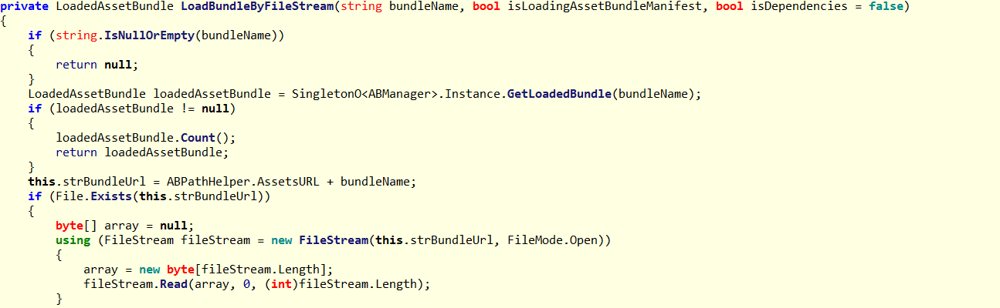 private LoadedAssetBundle LoadBundleByFileStream(string bundleName, bool isLoadingAssetBundleManifest, bool isDependencies = false)
{
    if (string.IsNullOrEmpty(bundleName))
    {
        return null;
    }
    LoadedAssetBundle loadedAssetBundle = SingletonO<ABManager>.Instance.GetLoadedBundle(bundleName);
    if (loadedAssetBundle != null)
    {
        loadedAssetBundle.Count();
        return loadedAssetBundle;
    }
    this.strBundleUrl = ABPathHelper.AssetsURL + bundleName;
    if (File.Exists(this.strBundleUrl))
    {
        byte[] array = null;
        using (FileStream fileStream = new FileStream(this.strBundleUrl, FileMode.Open))
        {
            array = new byte[fileStream.Length];
            fileStream.Read(array, 0, (int)fileStream.Length);
        }